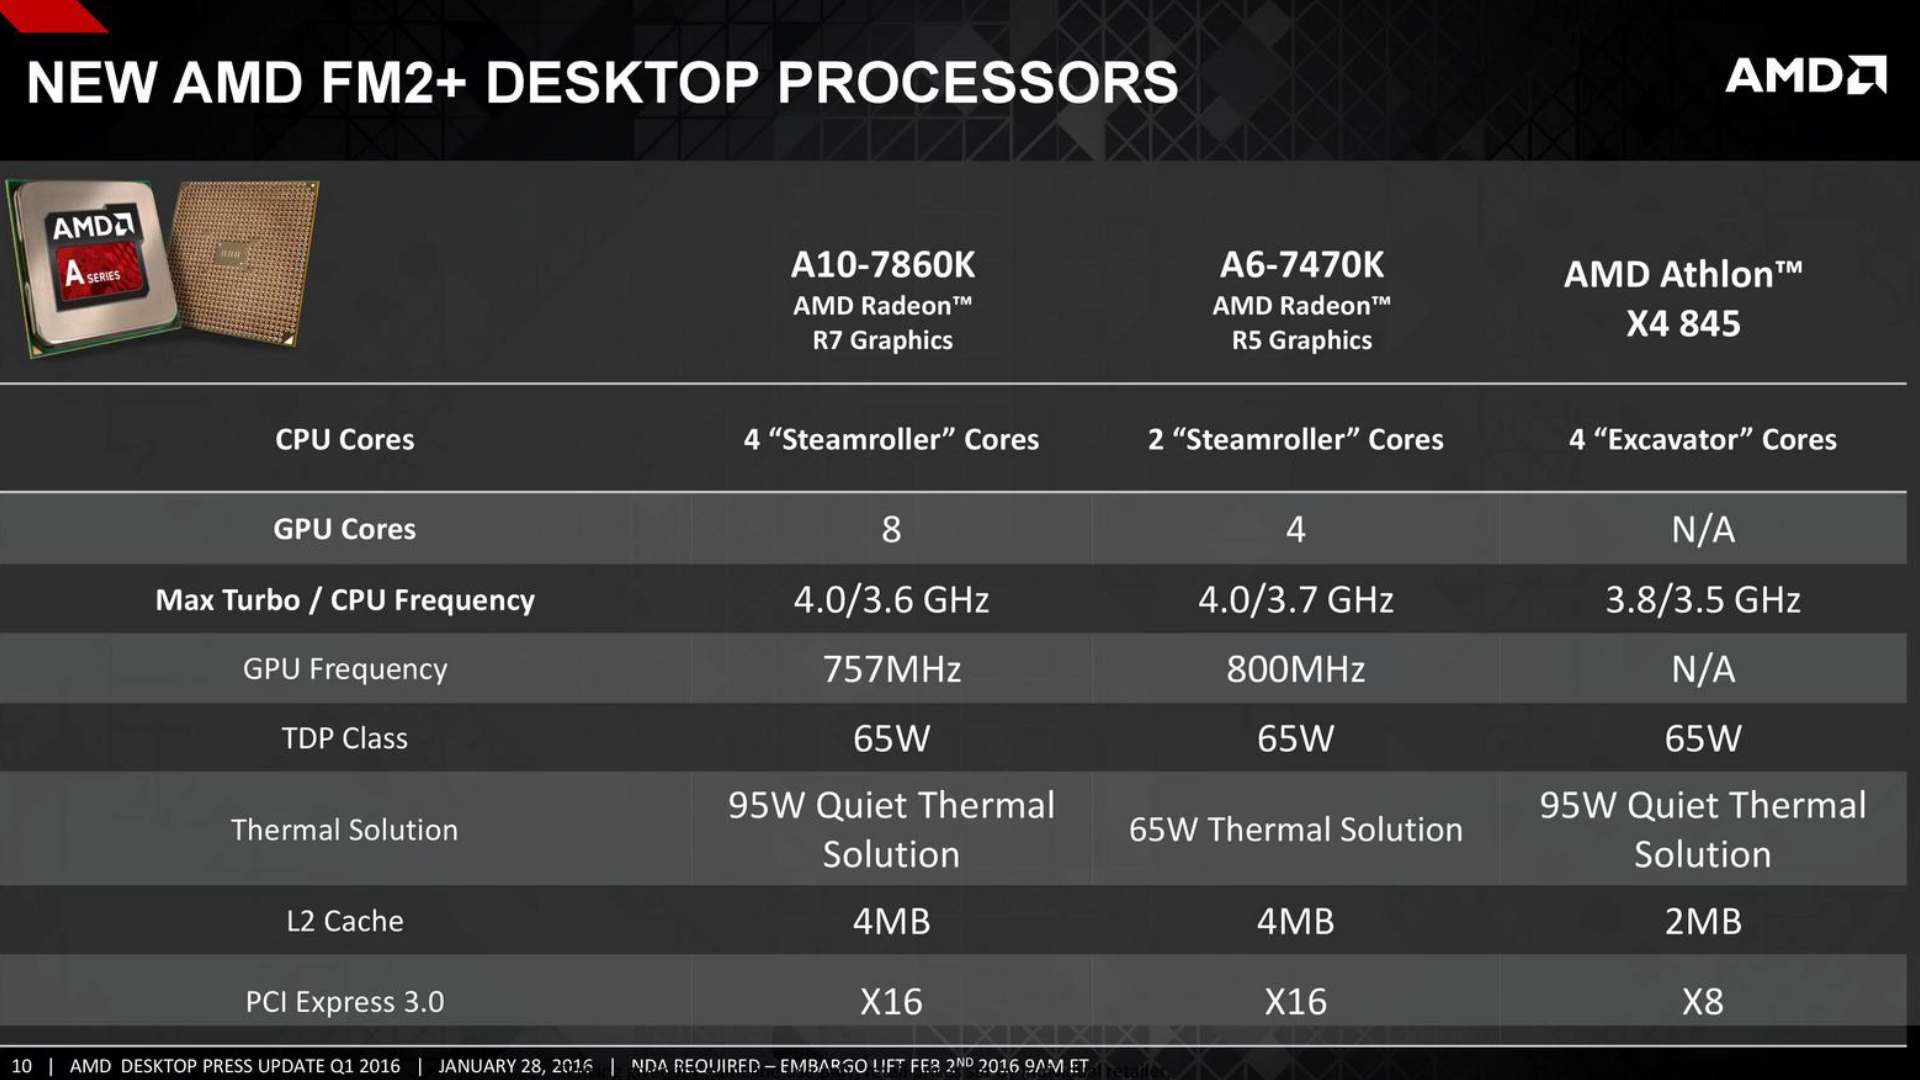 NEW AMD FM2+ DESKTOP PROCESSORS
AMD
AMD
A SERIES
A10-7860K
AMD Radeon™
R7 Graphics
A6-7470K
AMD Radeon™
R5 Graphics
AMD Athlon™
X4 845
CPU Cores 4 “Steamroller” Cores 2 “Steamroller” Cores 4 “Excavator” Cores
GPU Cores 8 4 N/A
Max Turbo / CPU Frequency 4.0/3.6 GHz 4.0/3.7 GHz 3.8/3.5 GHz
GPU Frequency 757MHz 800MHz N/A
TDP Class 65W 65W 65W
Thermal Solution
95W Quiet Thermal
Solution
65W Thermal Solution
95W Quiet Thermal
Solution
L2 Cache 4MB 4MB 2MB
PCI Express 3.0 X16 X16 X8
10 | AMD DESKTOP PRESS UPDATE Q1 2016 | JANUARY 28, 2016 | NDA REQUIRED – EMBARGO LIFT FEB 2ND 2016 9AM ET
retailer